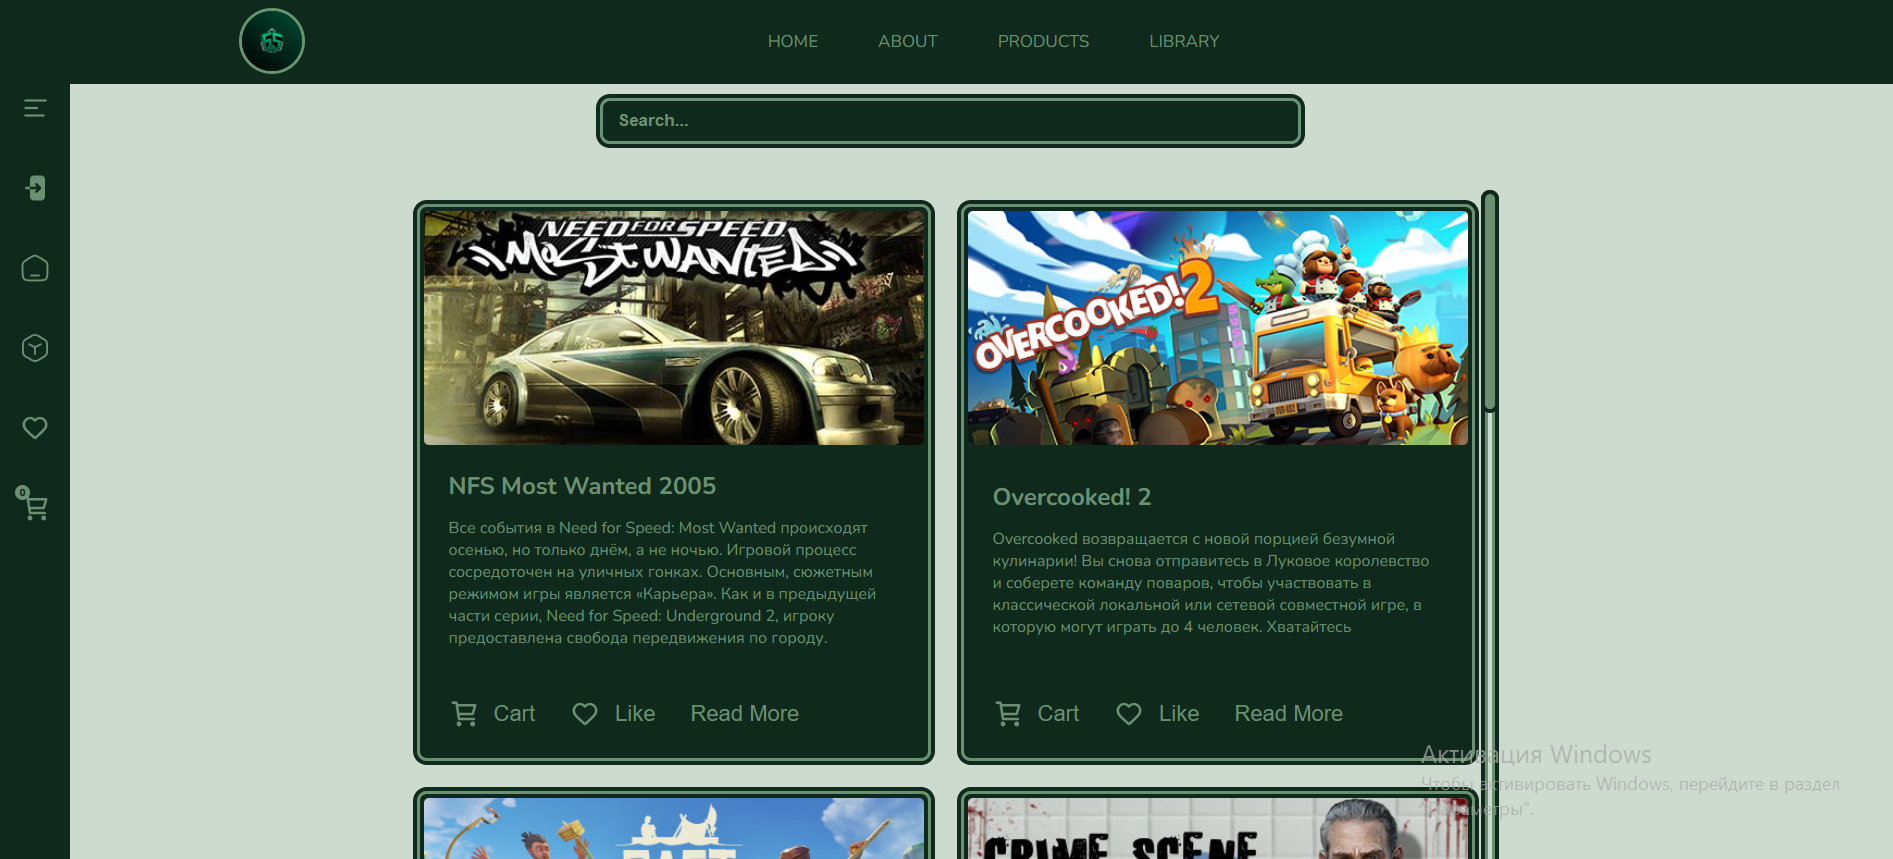 HOME ABOUT PRODUCTS LIBRARY
Search...
NEED FOR SPEED
MOST WANTED
OVERCOOKED! 2
NFS Most Wanted 2005
Все события в Need for Speed: Most Wanted происходят
осенью, но только днём, а не ночью. Игровой процесс
сосредоточен на уличных гонках. Основным, сюжетным
режимом игры является «Карьера». Как и в предыдущей
части серии, Need for Speed: Underground 2, игроку
предоставлена свобода передвижения по городу.
Cart Like Read More
Overcooked! 2
Overcooked возвращается с новой порцией безумной
кулинарии! Вы снова отправитесь в Луковое королевство
и соберете команду поваров, чтобы участвовать в
классической локальной или сетевой совместной игре, в
которую могут играть до 4 человек. Хватайтесь
Cart Like Read More
0
RAFT
CRIME SCENE
Активация Windows
Чтобы активировать Windows, перейдите в раздел
"Параметры".